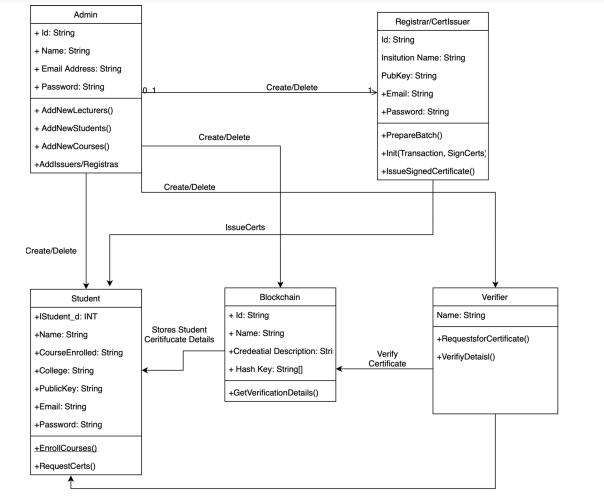 Admin
+ Id: String
+ Name: String
+ Email Address: String
+ Password: String
+ AddNewLecturers()
+ AddNewStudents()
+ AddNewCourses()
+AddIssuers/Registras
Registrar/CertIssuer
Id: String
Insitution Name: String
PubKey: String
+Email: String
+Password: String
+PrepareBatch()
+Init(Transaction, SignCerts)
+IssueSignedCertificate()
0..1
Create/Delete
1
Create/Delete
Create/Delete
IssueCerts
Create/Delete
Student
+IStudent_d: INT
+Name: String
+CourseEnrolled: String
+College: String
+PublicKey: String
+Email: String
+Password: String
+EnrollCourses()
+RequestCerts()
Stores Student
Ceritifucate Details
Blockchain
+ Id: String
+ Name: String
+Credeatial Description: Stri
+ Hash Key: String[]
+GetVerificationDetails()
Verify
Certificate
Verifier
Name: String
+RequestsforCertificate()
+VerifiyDetaisl()